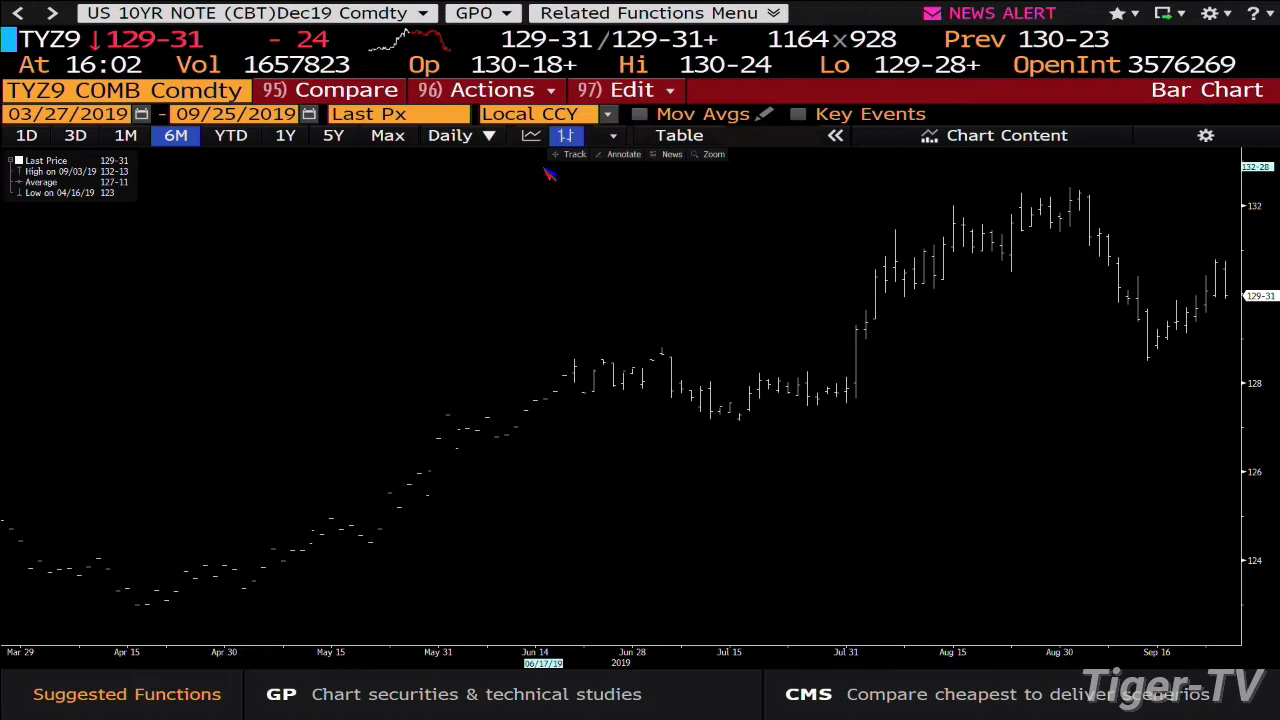 US 10YR NOTE (CBT)Dec19 Comdty GPO Related Functions Menu NEWS ALERT ?
TYZ9 ↓129-31 - 24 129-31/129-31+ 1164x928 Prev 130-23
At 16:02 Vol 1657823 Op 130-18+ Hi 130-24 Lo 129-28+ OpenInt 3576269
TYZ9 COMB Comdty 95) Compare 96) Actions 97) Edit Bar Chart
03/27/2019 - 09/25/2019 Last Px Local CCY Mov Avgs Key Events
1D 3D 1M 6M YTD 1Y 5Y Max Daily Table Chart Content
Track Annotate News Zoom
Last Price 129-31
High on 09/03/19 132-13
Average 127-11
Low on 04/16/19 123
132-28
132
129-31
128
126
124
Mar 29 Apr 15 Apr 30 May 15 May 31 Jun 14 Jun 28 Jul 15 Jul 31 Aug 15 Aug 30 Sep 16
06/17/19 2019
Suggested Functions GP Chart securities & technical studies CMS Compare cheapest to deliver scenarios
Tiger-TV